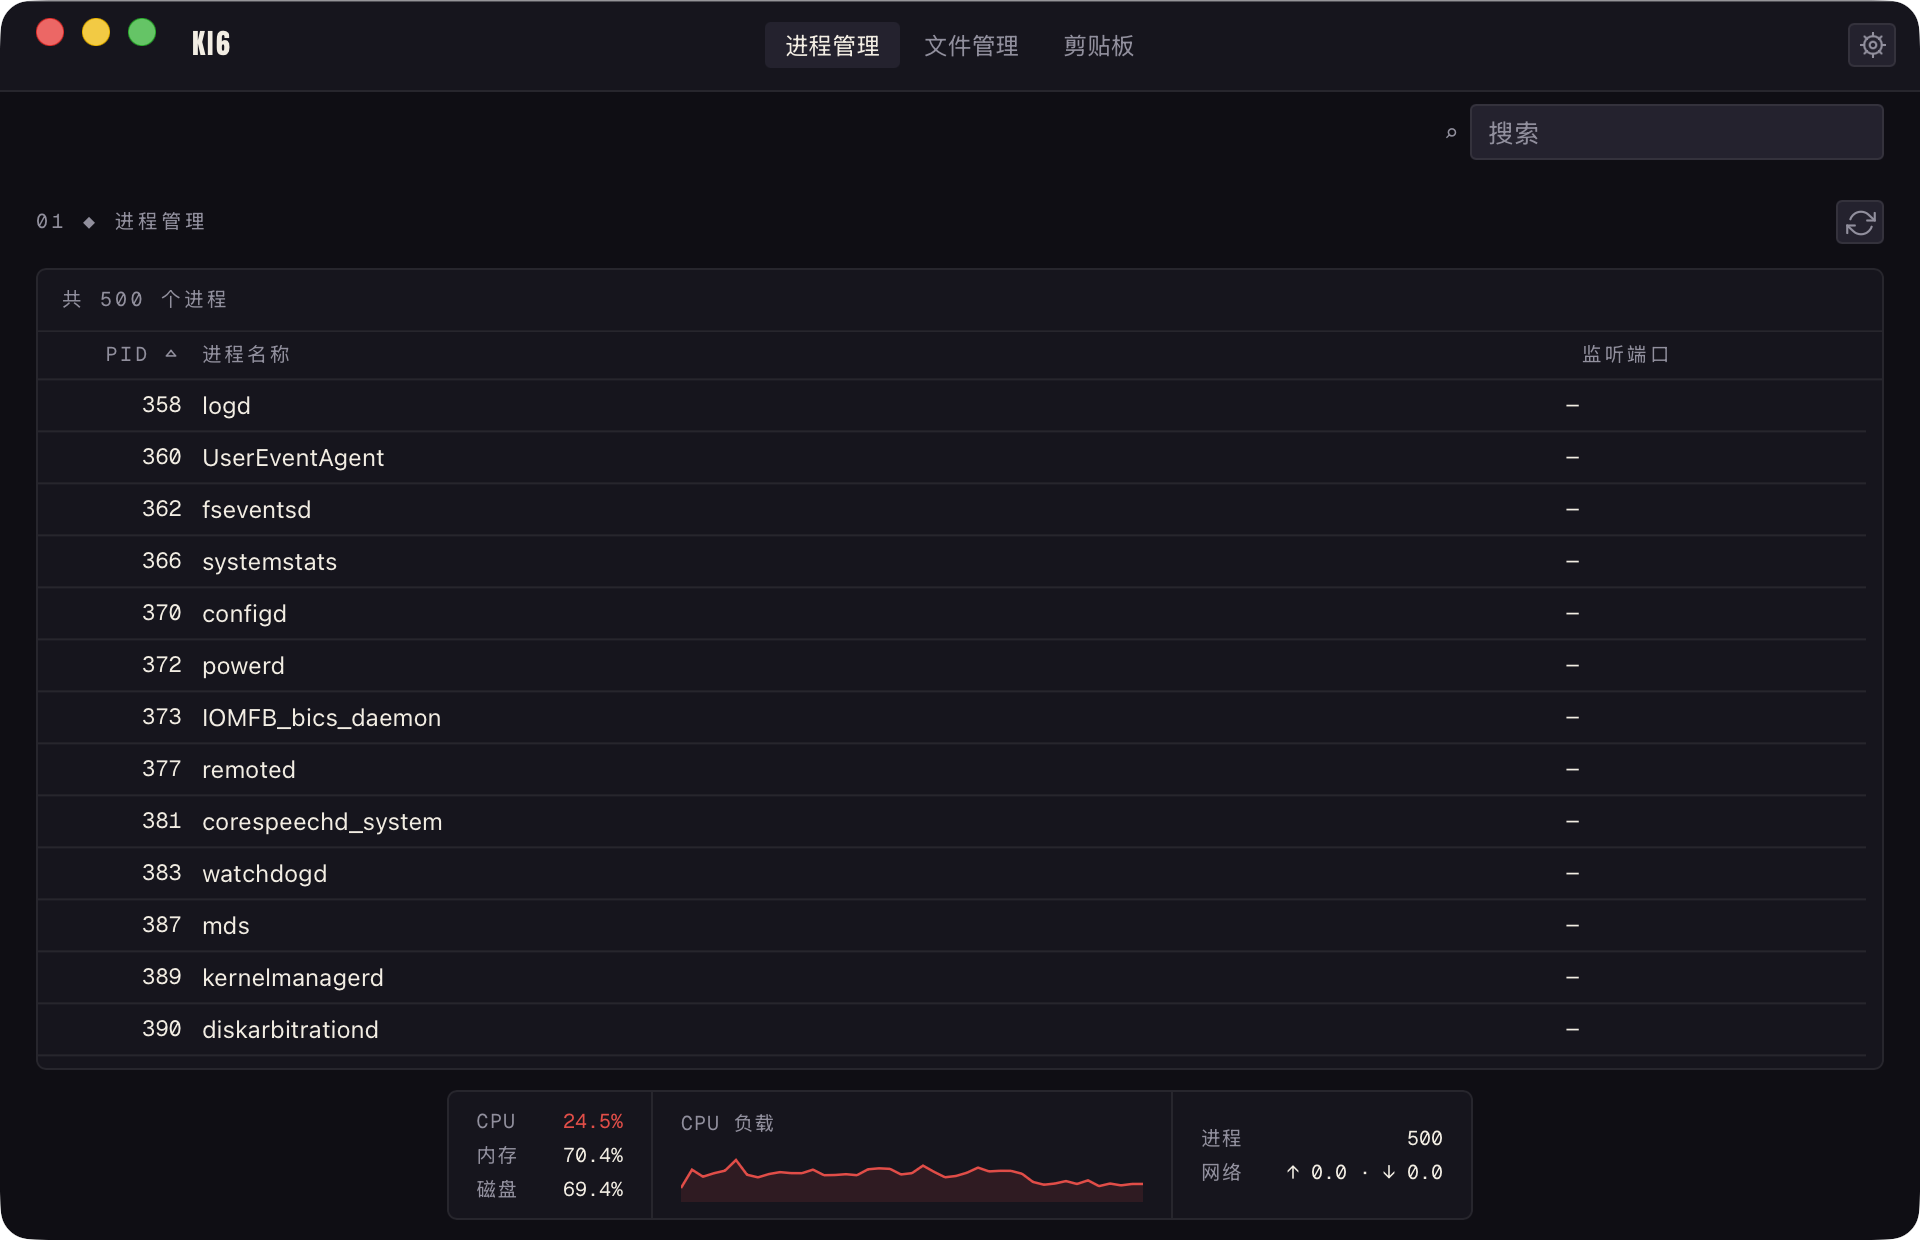 KI6
进程管理 文件管理 剪贴板
搜索
01 ◆ 进程管理
共 500 个进程
PID 进程名称 监听端口
358 logd —
360 UserEventAgent —
362 fseventsd —
366 systemstats —
370 configd —
372 powerd —
373 IOMFB_bics_daemon —
377 remoted —
381 corespeechd_system —
383 watchdogd —
387 mds —
389 kernelmanagerd —
390 diskarbitrationd —
CPU 24.5%
内存 70.4%
磁盘 69.4%
CPU 负载
进程 500
网络 ↑ 0.0 · ↓ 0.0